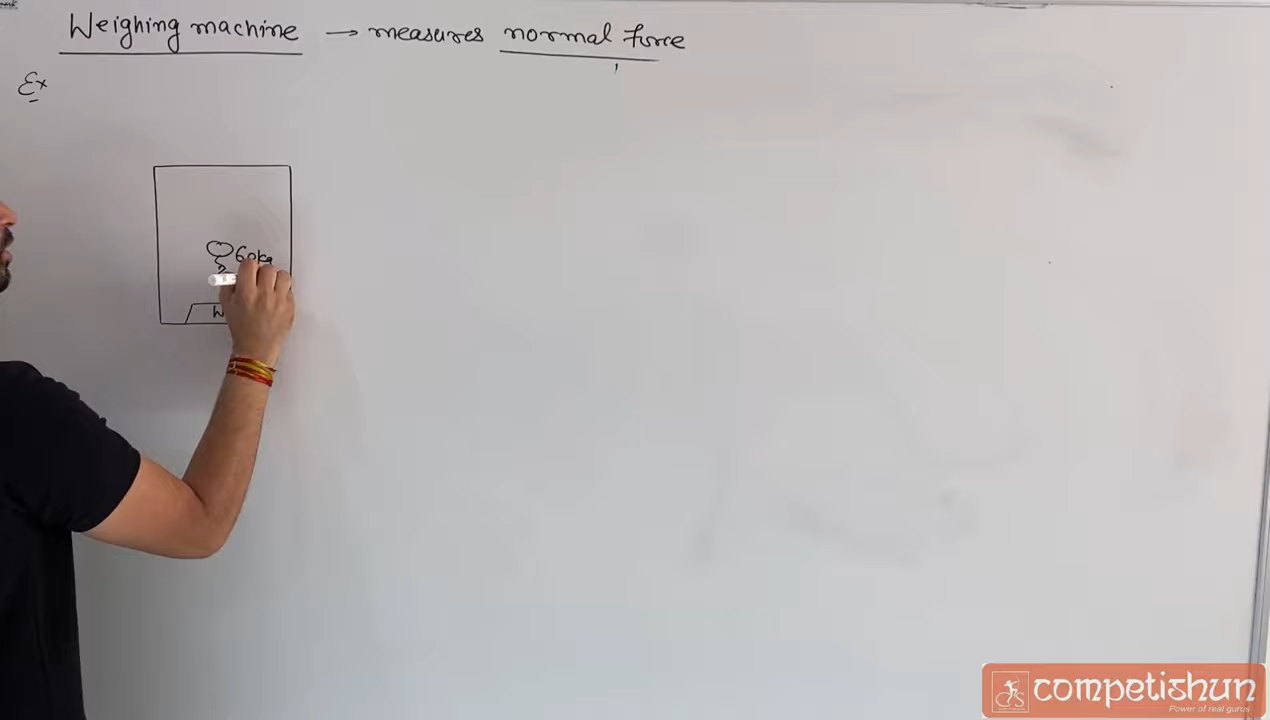 Weighing machine → measures normal force
Ex
60kg
W
competishun
Power of real gurus